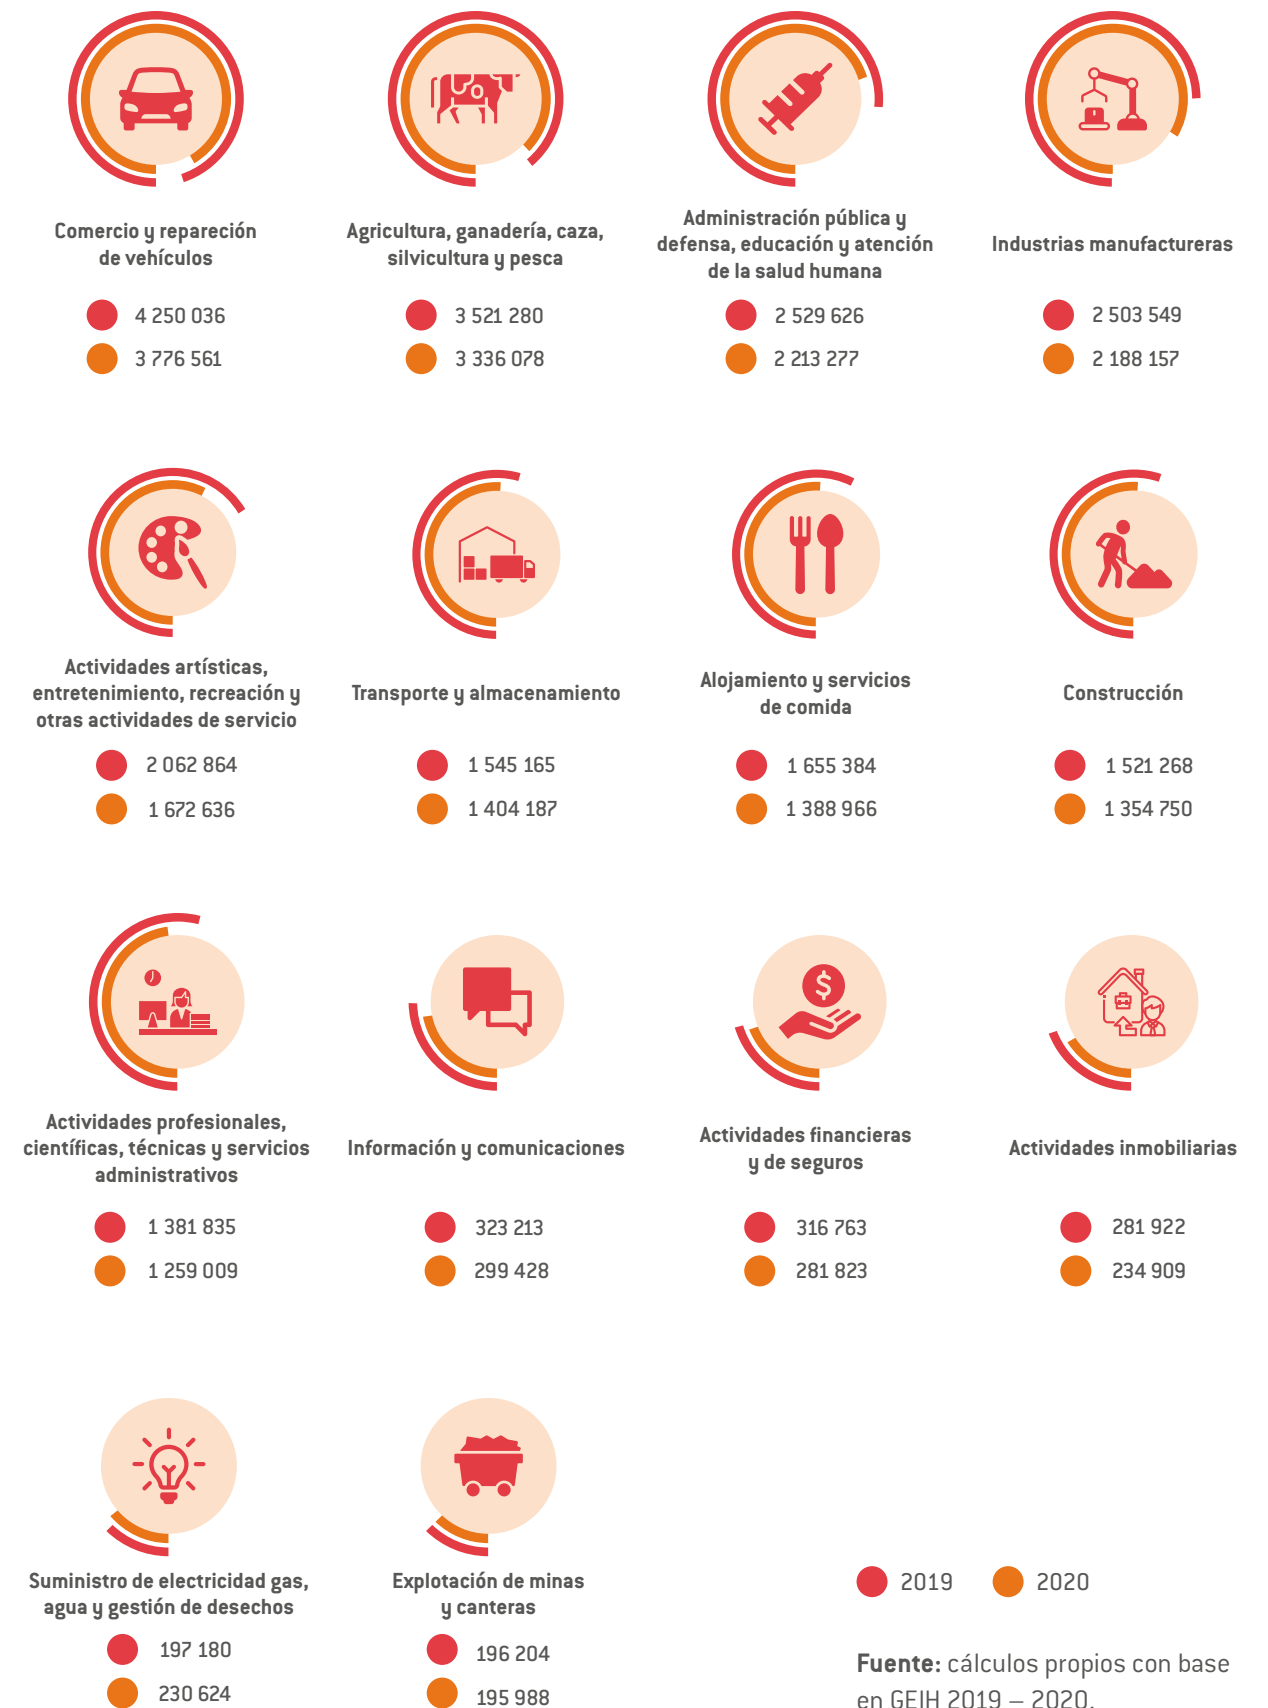 Comercio y repareción
de vehículos
4 250 036
3 776 561
Agricultura, ganadería, caza,
silvicultura y pesca
3 521 280
3 336 078
Administración pública y
defensa, educación y atención
de la salud humana
2 529 626
2 213 277
Industrias manufactureras
2 503 549
2 188 157
Actividades artísticas,
entretenimiento, recreación y
otras actividades de servicio
2 062 864
1 672 636
Transporte y almacenamiento
1 545 165
1 404 187
Alojamiento y servicios
de comida
1 655 384
1 388 966
Construcción
1 521 268
1 354 750
Actividades profesionales,
científicas, técnicas y servicios
administrativos
1 381 835
1 259 009
Información y comunicaciones
323 213
299 428
$
Actividades financieras
y de seguros
316 763
281 823
Actividades inmobiliarias
281 922
234 909
Suministro de electricidad gas,
agua y gestión de desechos
197 180
230 624
Explotación de minas
y canteras
196 204
195 988
2019 2020
Fuente: cálculos propios con base
en GEIH 2019 – 2020.